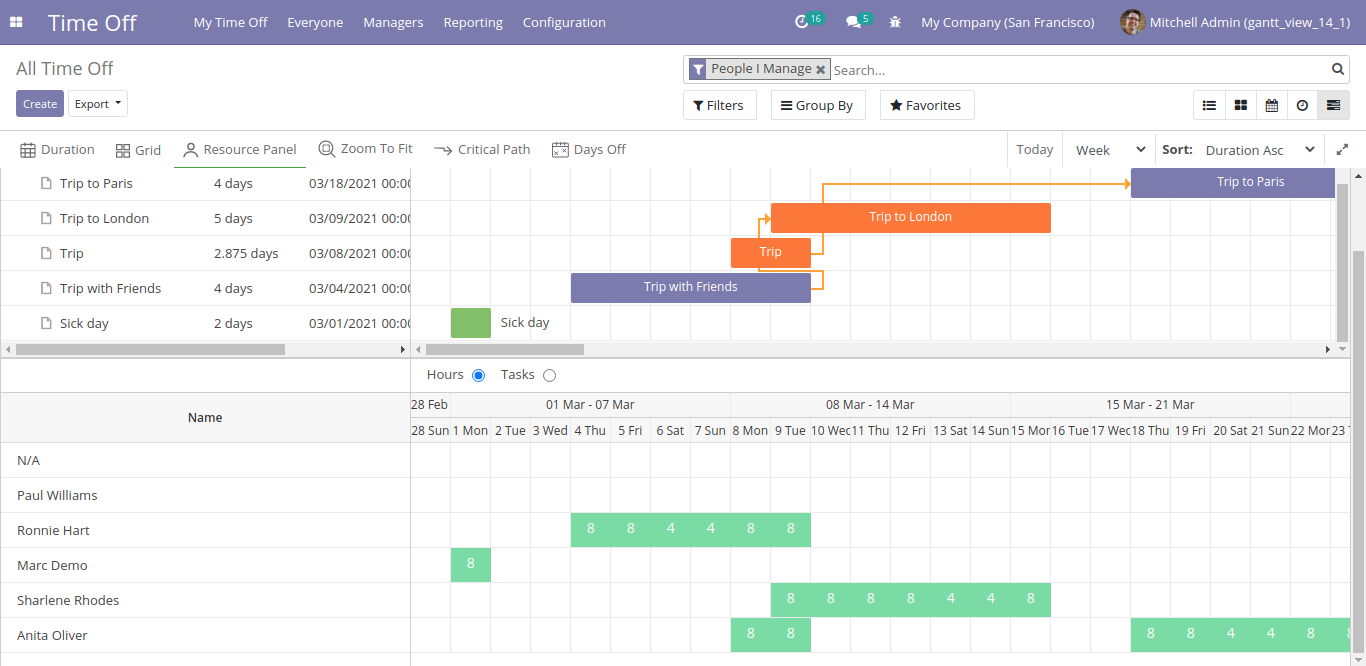 Time Off My Time Off Everyone Managers Reporting Configuration 16 5 My Company (San Francisco) Mitchell Admin (gantt_view_14_1)
All Time Off People I Manage Search...
Create Export Filters Group By Favorites
Duration Grid Resource Panel Zoom To Fit Critical Path Days Off Today Week Sort: Duration Asc
Trip to Paris 4 days 03/18/2021 00:00 Trip to Paris
Trip to London 5 days 03/09/2021 00:00 Trip to London
Trip 2.875 days 03/08/2021 00:00 Trip
Trip with Friends 4 days 03/04/2021 00:00 Trip with Friends
Sick day 2 days 03/01/2021 00:00 Sick day
Hours Tasks
Name 28 Feb 01 Mar - 07 Mar 08 Mar - 14 Mar 15 Mar - 21 Mar
28 Sun 1 Mon 2 Tue 3 Wed 4 Thu 5 Fri 6 Sat 7 Sun 8 Mon 9 Tue 10 Wed 11 Thu 12 Fri 13 Sat 14 Sun 15 Mon 16 Tue 17 Wed 18 Thu 19 Fri 20 Sat 21 Sun 22 Mon 23
N/A
Paul Williams
Ronnie Hart 8 8 4 4 8 8
Marc Demo 8
Sharlene Rhodes 8 8 8 8 4 4 8
Anita Oliver 8 8 8 8 4 4 8 8